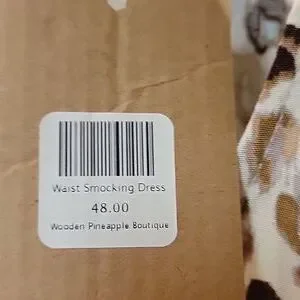 Waist Smocking Dress
48.00
Wooden Pineapple Boutique